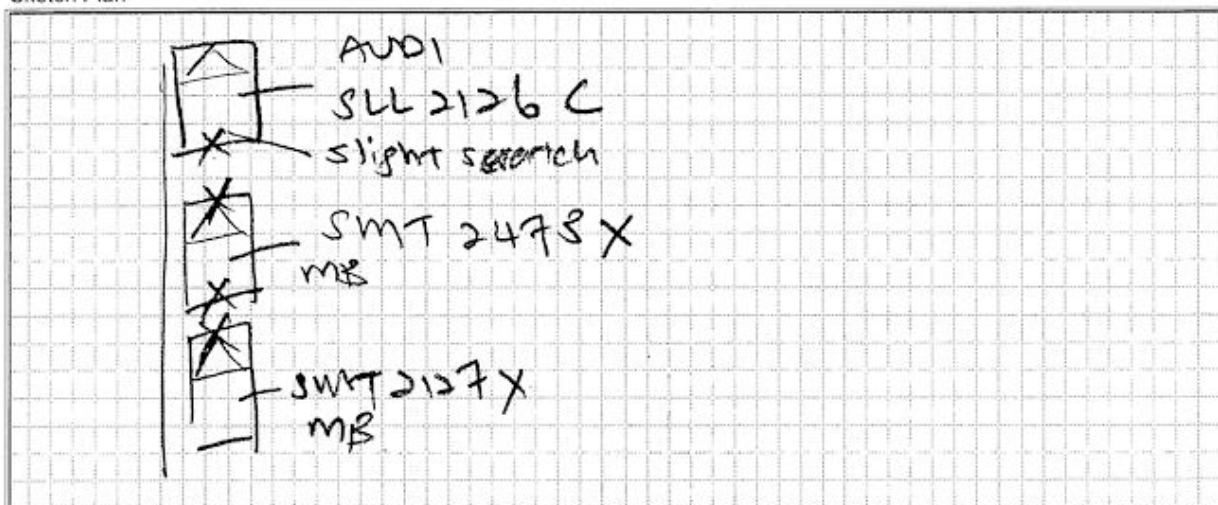 Sketch Plan
AUDI
SLL 2126 C
slight scratch
SMT 2473 X
MB
SMT 2127 X
MB